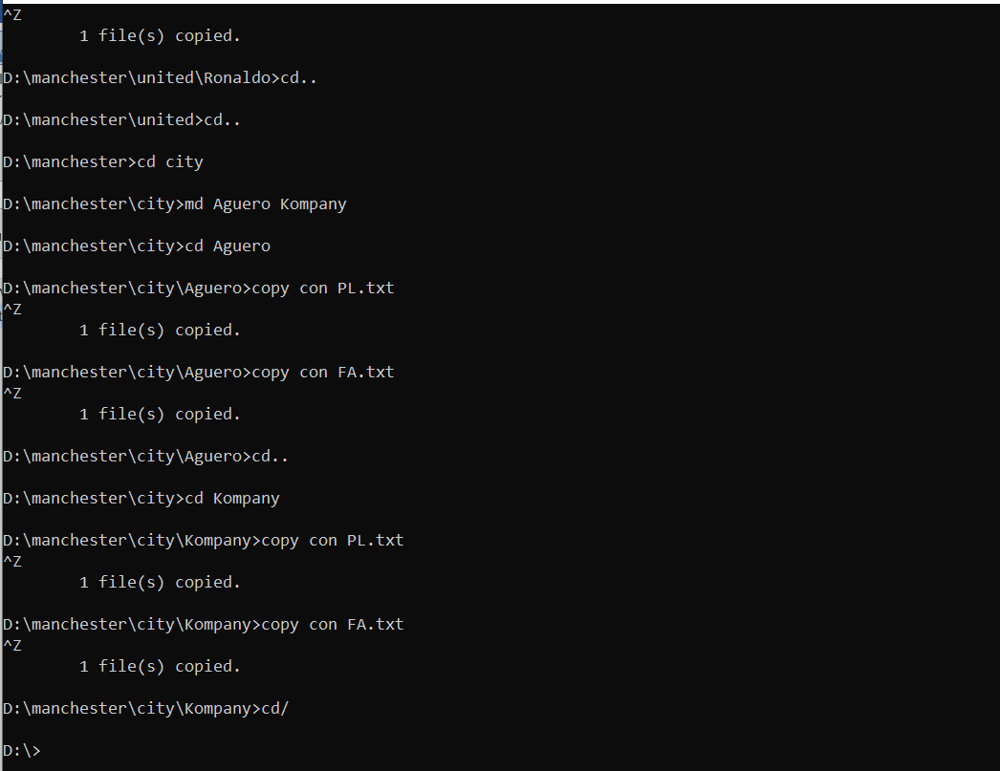 ^Z
        1 file(s) copied.
D:\manchester\united\Ronaldo>cd..
D:\manchester\united>cd..
D:\manchester>cd city
D:\manchester\city>md Aguero Kompany
D:\manchester\city>cd Aguero
D:\manchester\city\Aguero>copy con PL.txt
^Z
        1 file(s) copied.
D:\manchester\city\Aguero>copy con FA.txt
^Z
        1 file(s) copied.
D:\manchester\city\Aguero>cd..
D:\manchester\city>cd Kompany
D:\manchester\city\Kompany>copy con PL.txt
^Z
        1 file(s) copied.
D:\manchester\city\Kompany>copy con FA.txt
^Z
        1 file(s) copied.
D:\manchester\city\Kompany>cd/
D:\>